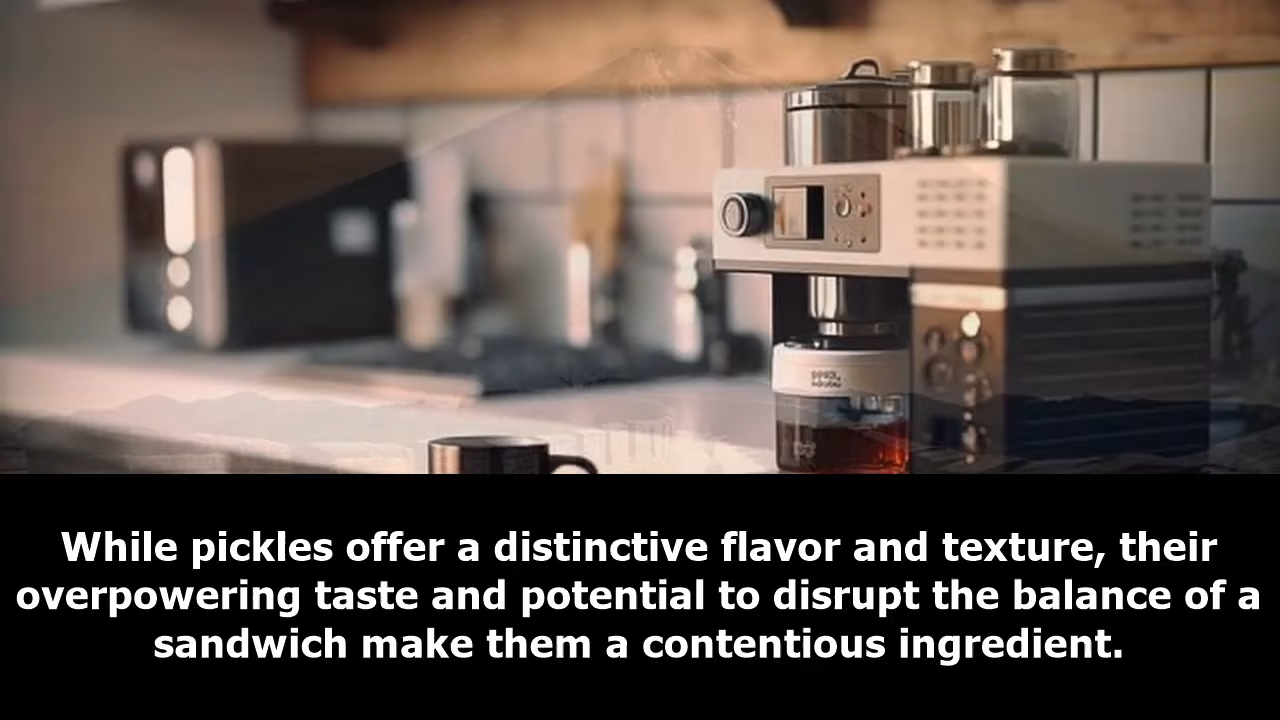 While pickles offer a distinctive flavor and texture, their
overpowering taste and potential to disrupt the balance of a
sandwich make them a contentious ingredient.